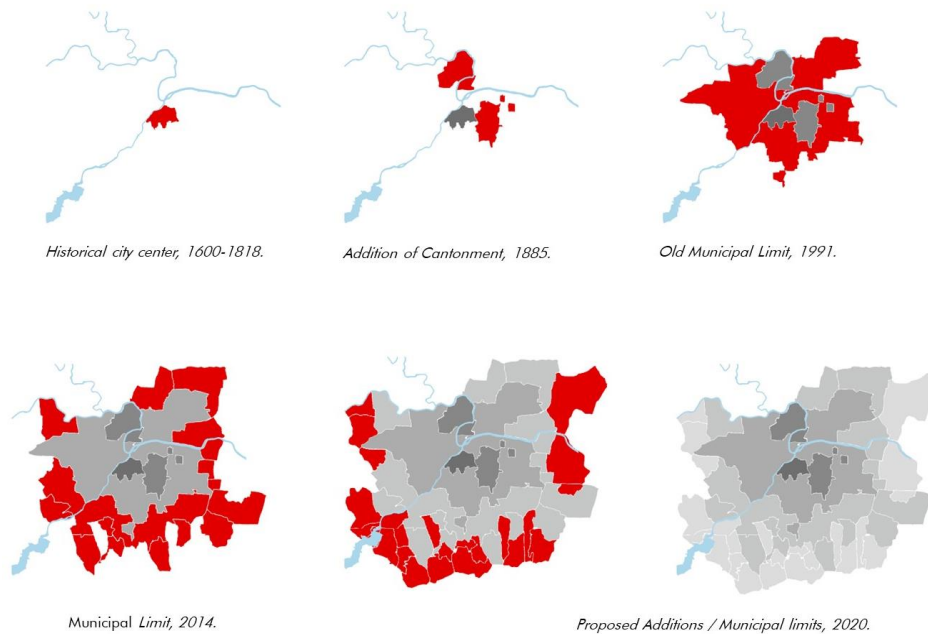 Historical city center, 1600-1818.
Addition of Cantonment, 1885.
Old Municipal Limit, 1991.
Municipal Limit, 2014.
Proposed Additions / Municipal limits, 2020.